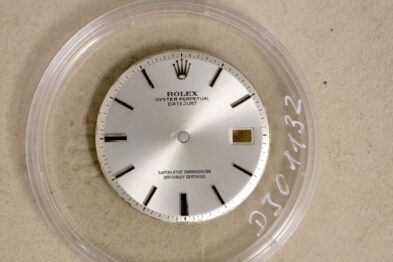 ROLEX
OYSTER PERPETUAL
DATEJUST
SUPERLATIVE CHRONOMETER
OFFICIALLY CERTIFIED
DJC1132